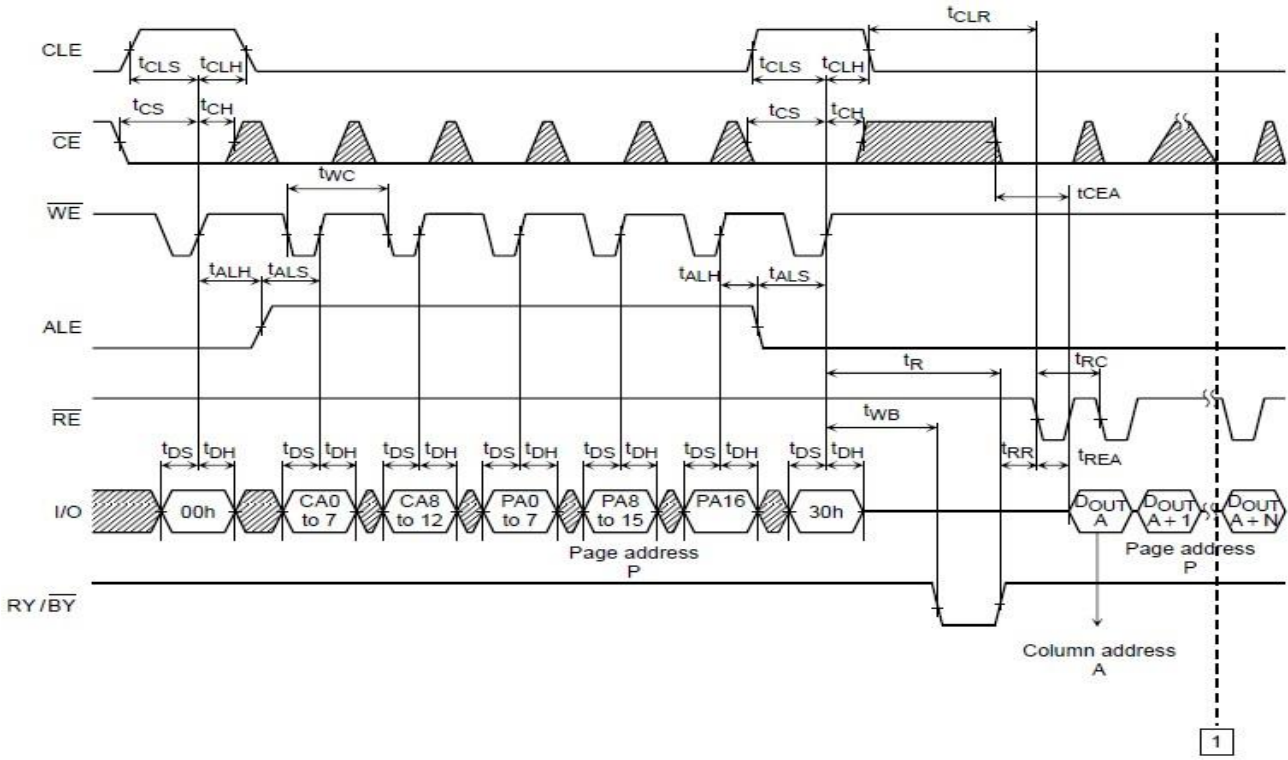 tCLR
CLE
tCLS tCLH tCLS tCLH
tCS tCH tCS tCH
CE
tWC
tCEA
WE
tALH tALS tALH tALS
ALE
tR tRC
tWB
RE
tDS tDH tDS tDH tDS tDH tDS tDH tDS tDH tDS tDH tDS tDH tRR tREA
I/O
00h
CA0
to 7
CA8
to 12
PA0
to 7
PA8
to 15
PA16
30h
DOUT
A
DOUT
A + 1
DOUT
A + N
Page address
P
Page address
P
RY/BY
Column address
A
1